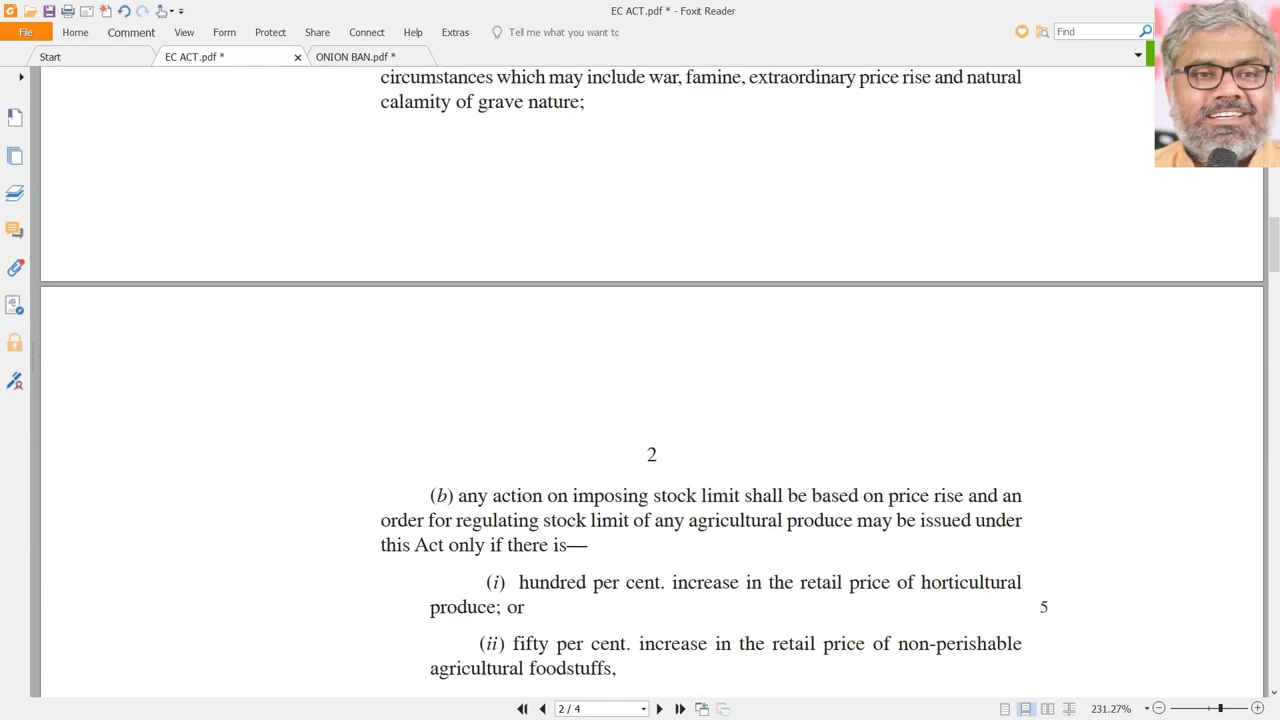 EC ACT.pdf * - Foxit Reader
File Home Comment View Form Protect Share Connect Help Extras Tell me what you want to Find
Start EC ACT.pdf * ONION BAN.pdf *
circumstances which may include war, famine, extraordinary price rise and natural
calamity of grave nature;
2
(b) any action on imposing stock limit shall be based on price rise and an
order for regulating stock limit of any agricultural produce may be issued under
this Act only if there is—
(i) hundred per cent. increase in the retail price of horticultural
produce; or 5
(ii) fifty per cent. increase in the retail price of non-perishable
agricultural foodstuffs,
2 / 4 231.27%